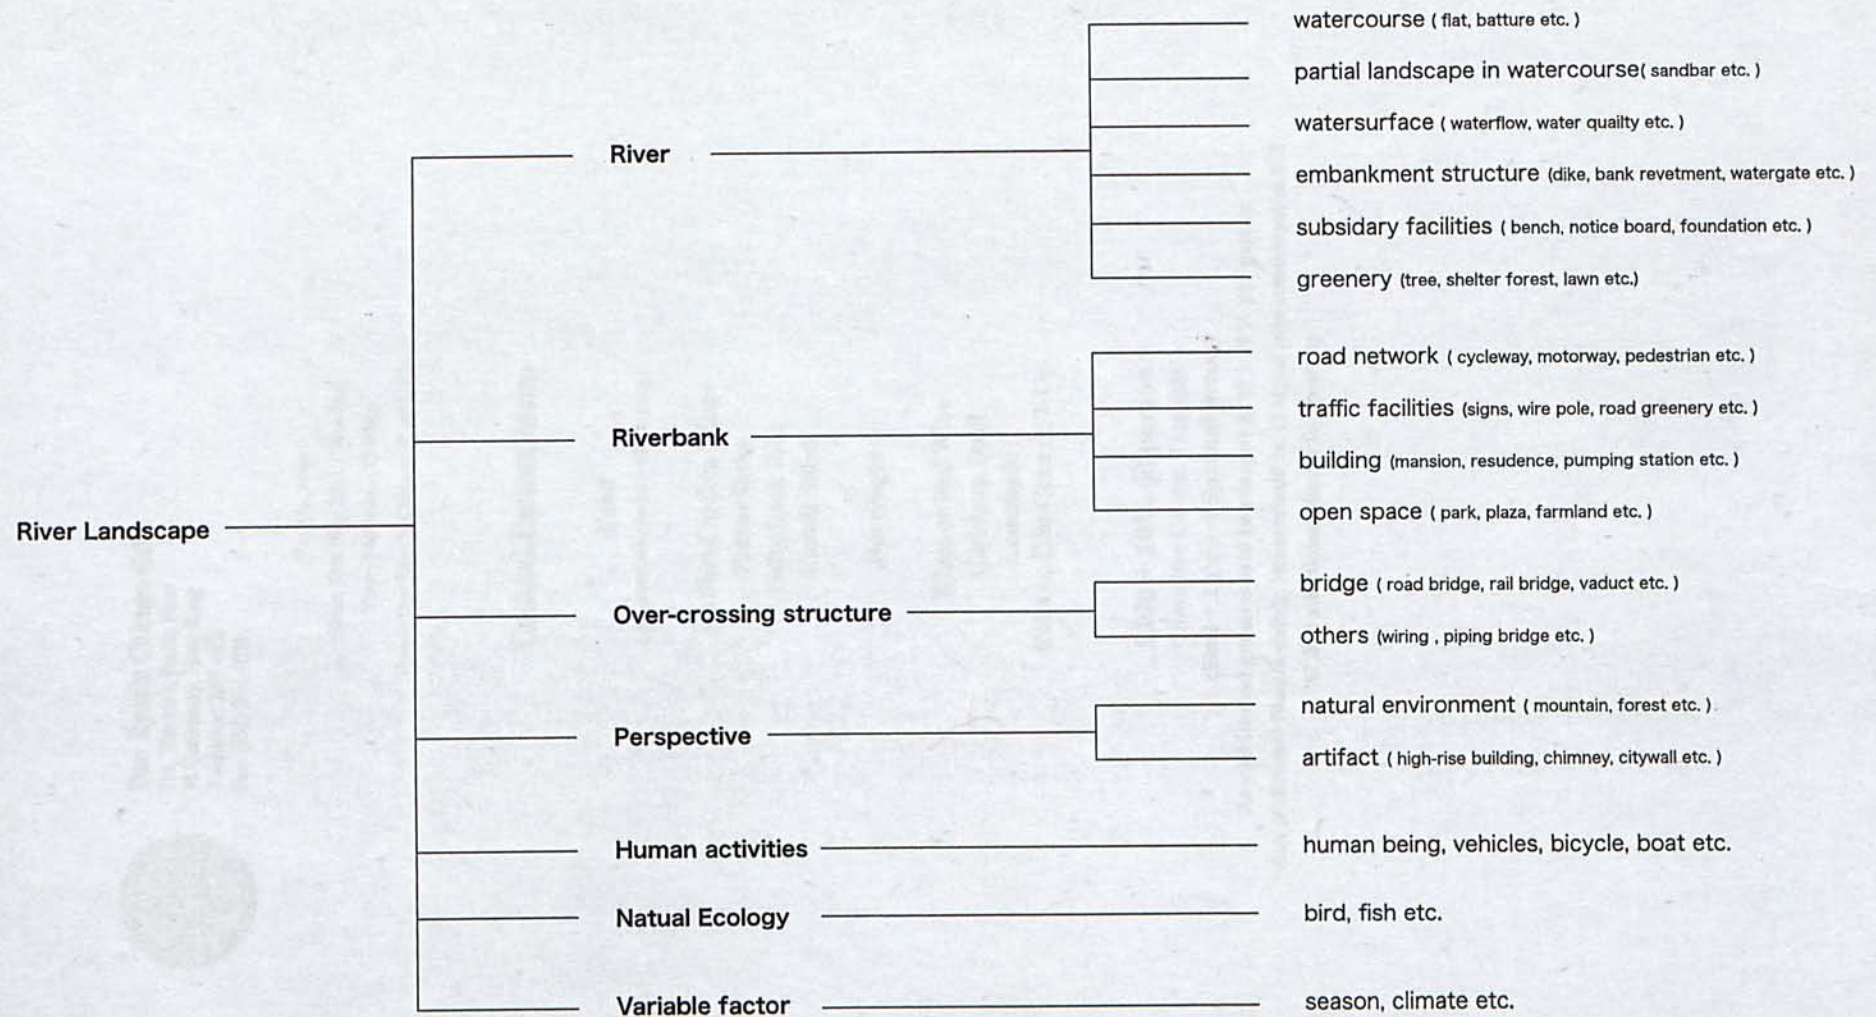 River Landscape
River
watercourse ( flat, batture etc. )
partial landscape in watercourse( sandbar etc. )
watersurface ( waterflow, water quailty etc. )
embankment structure (dike, bank revetment, watergate etc. )
subsidary facilities ( bench, notice board, foundation etc. )
greenery (tree, shelter forest, lawn etc.)
Riverbank
road network ( cycleway, motorway, pedestrian etc. )
traffic facilities (signs, wire pole, road greenery etc. )
building (mansion, resudence, pumping station etc. )
open space ( park, plaza, farmland etc. )
Over-crossing structure
bridge ( road bridge, rail bridge, vaduct etc. )
others (wiring , piping bridge etc. )
Perspective
natural environment ( mountain, forest etc. )
artifact ( high-rise building, chimney, citywall etc. )
Human activities
human being, vehicles, bicycle, boat etc.
Natual Ecology
bird, fish etc.
Variable factor
season, climate etc.